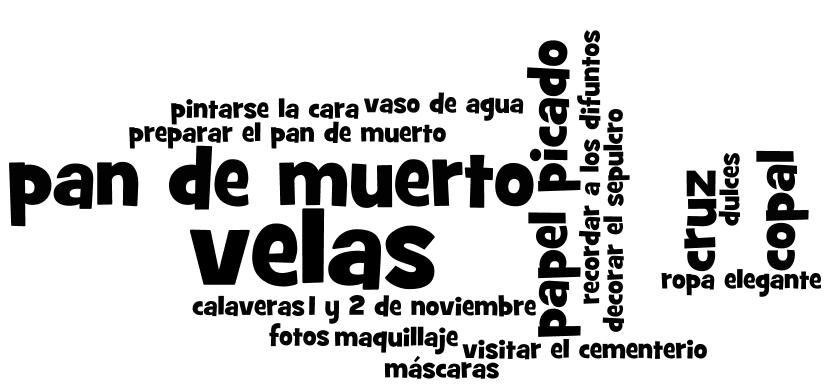 pintarse la cara
vaso de agua
preparar el pan de muerto
pan de muerto
velas
calaveras
1 y 2 de noviembre
fotos
maquillaje
visitar el cementerio
máscaras
papel picado
recordar a los difuntos
decorar el sepulcro
cruz
dulces
copal
ropa elegante